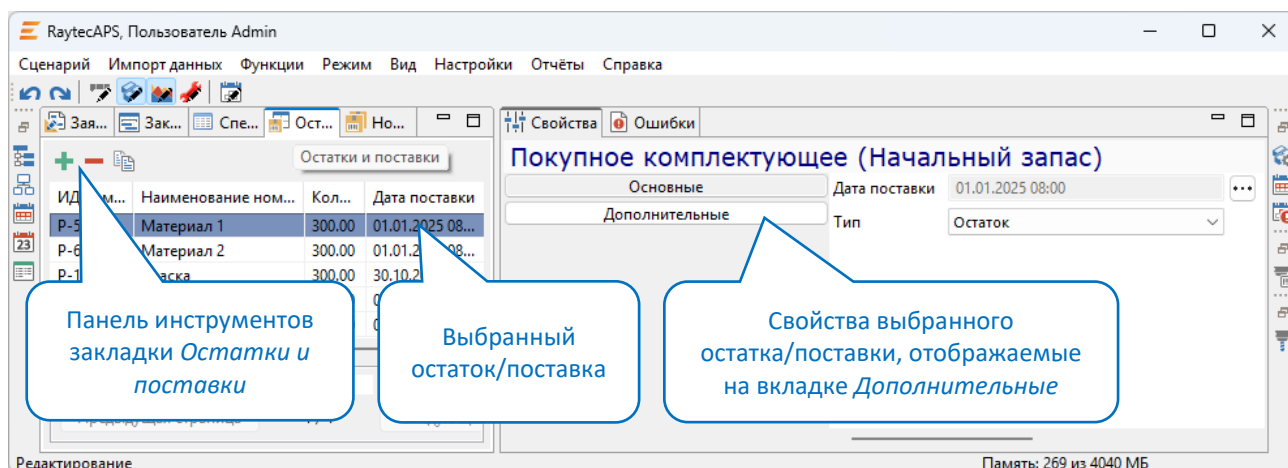 RaytecAPS, Пользователь Admin
Сценарий Импорт данных Функции Режим Вид Настройки Отчёты Справка
Зая... Зак... Спе... Ост... Но...
Свойства Ошибки
Остатки и поставки
Покупное комплектующее (Начальный запас)
Основные
Дополнительные
Дата поставки 01.01.2025 08:00
Тип Остаток
Наименование ном... Кол... Дата поставки
Материал 1 300.00 01.01.2025 08...
Материал 2 300.00
300,00
23
Панель инструментов
закладки Остатки и
поставки
Выбранный
остаток/поставка
Свойства выбранного
остатка/поставки, отображаемые
на вкладке Дополнительные
Редактирование
Память: 269 из 4040 МБ